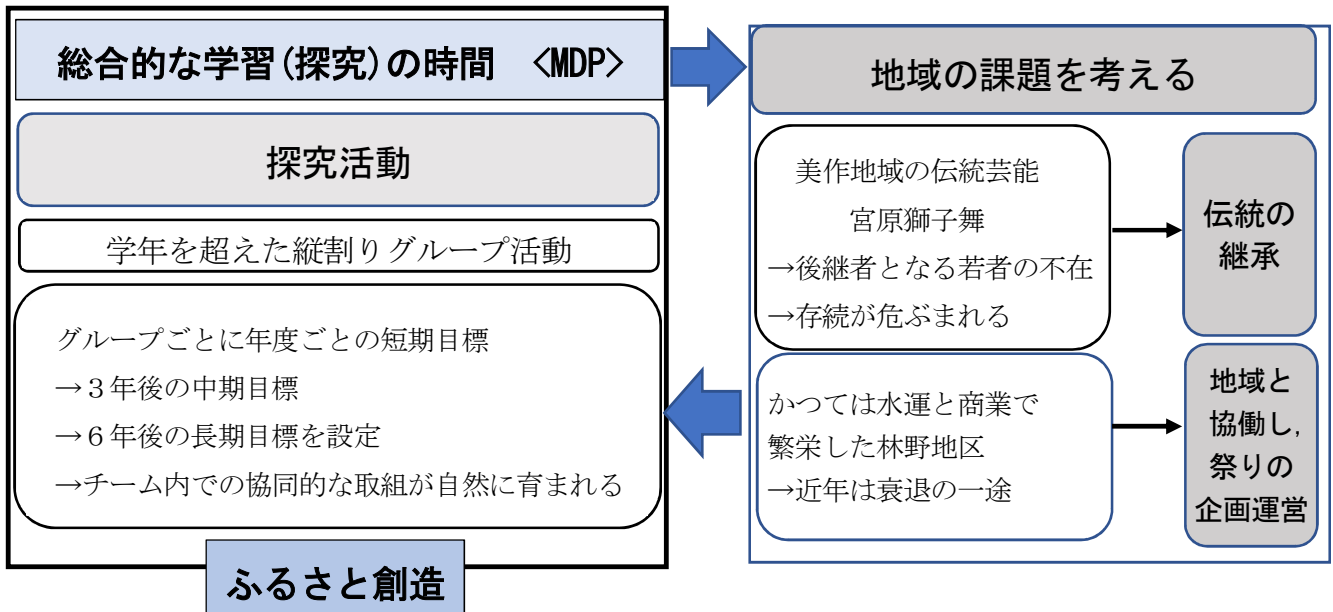 総合的な学習(探究)の時間　<MDP>
探究活動
学年を超えた縦割りグループ活動
グループごとに年度ごとの短期目標
→３年後の中期目標
→６年後の長期目標を設定
→チーム内での協同的な取組が自然に育まれる
ふるさと創造
地域の課題を考える
美作地域の伝統芸能
宮原獅子舞
→後継者となる若者の不在
→存続が危ぶまれる
伝統の
継承
かつては水運と商業で
繁栄した林野地区
→近年は衰退の一途
地域と
協働し,
祭りの
企画運営